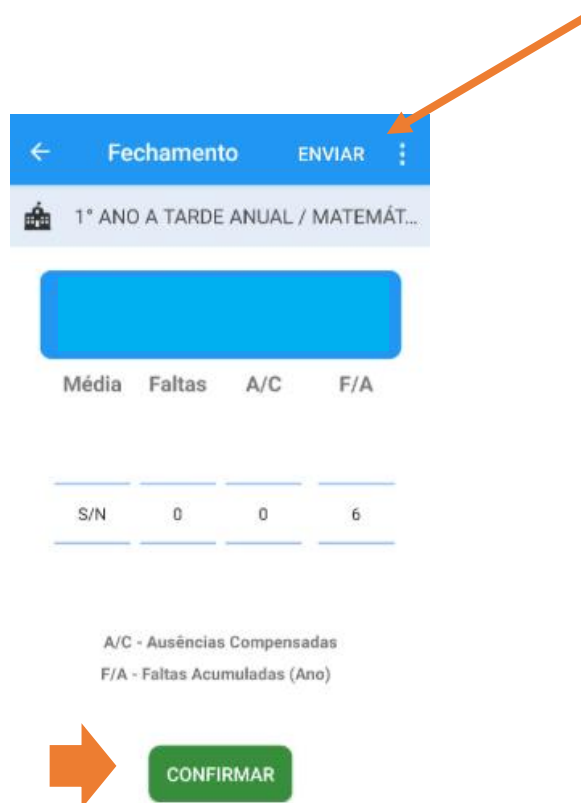 Fechamento ENVIAR
1° ANO A TARDE ANUAL / MATEMÁT...
Média Faltas A/C F/A
S/N 0 0 6
A/C - Ausências Compensadas
F/A - Faltas Acumuladas (Ano)
CONFIRMAR